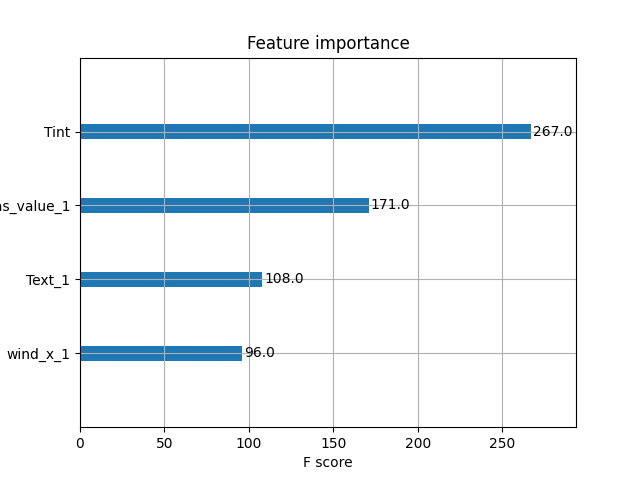 Feature importance
Tint
267.0
as_value_1
171.0
Text_1
108.0
wind_x_1
96.0
0 50 100 150 200 250
F score